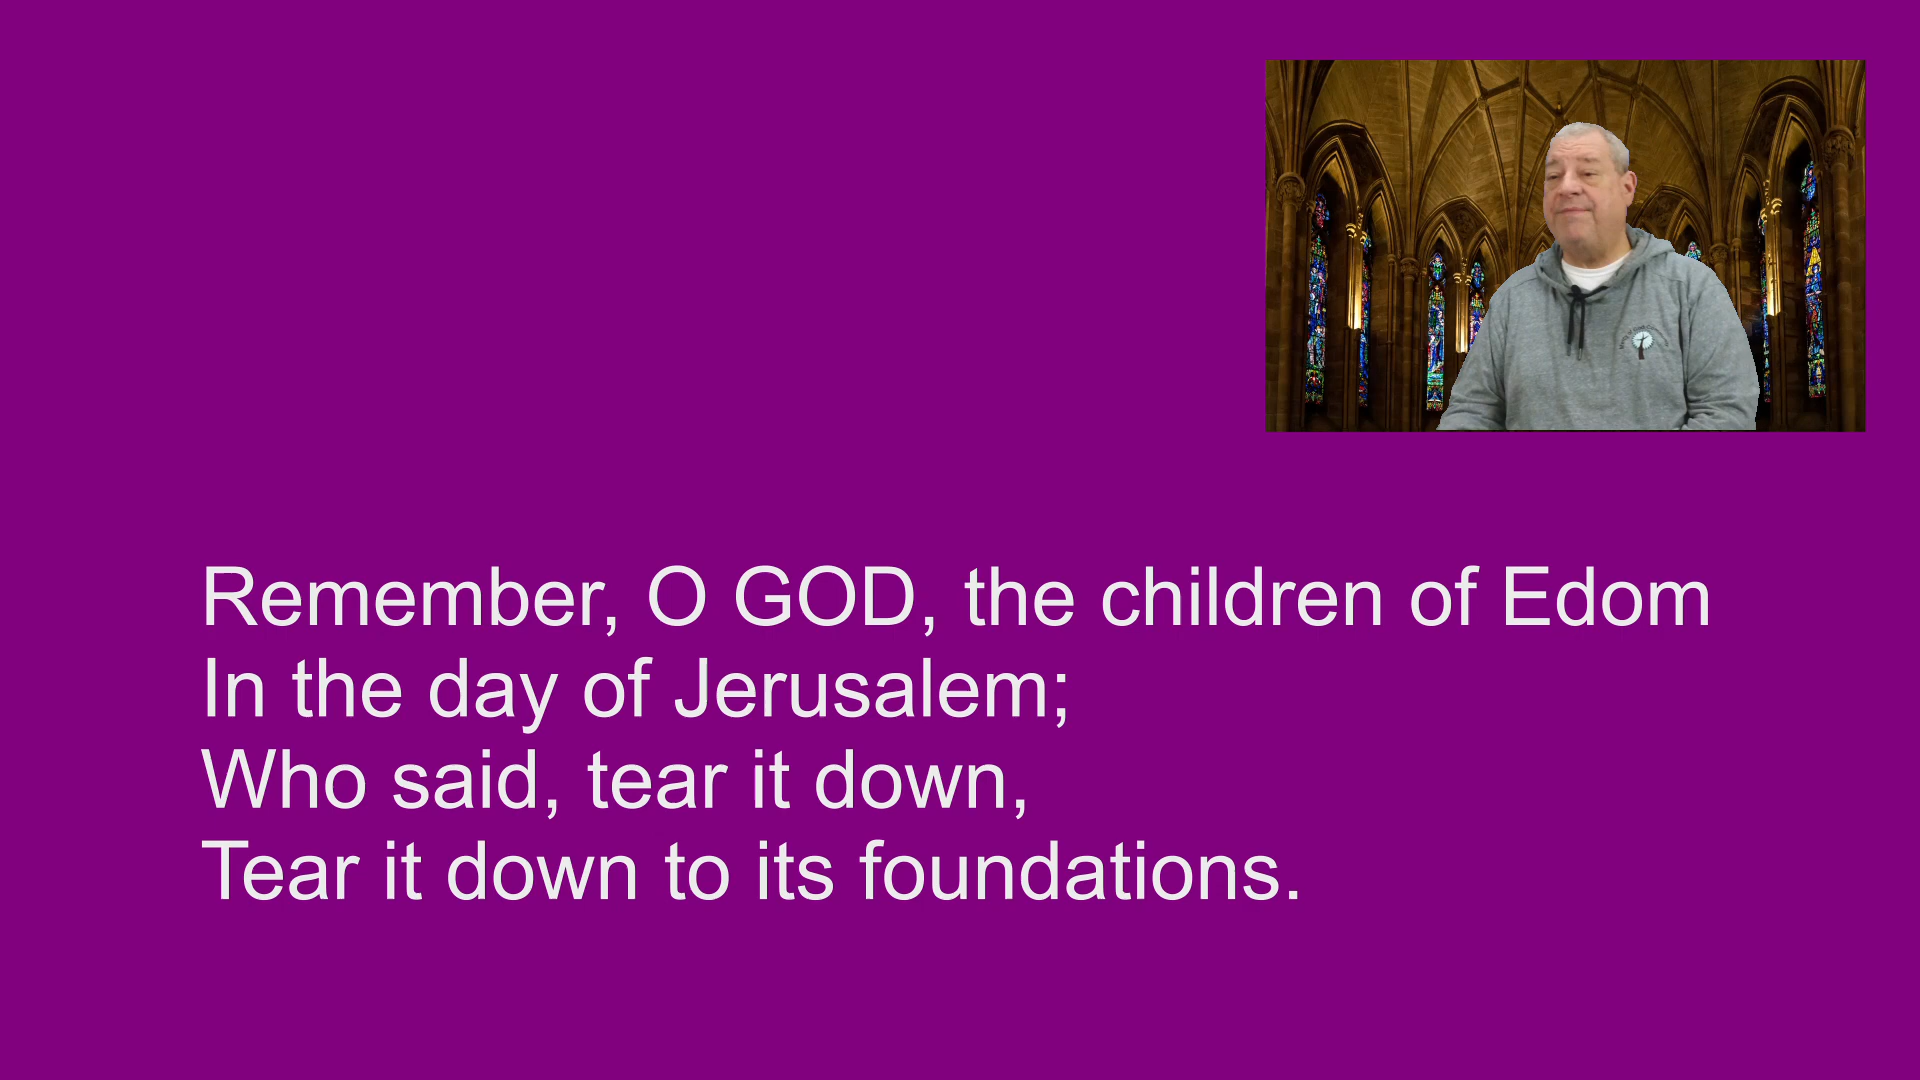 Remember, O GOD, the children of Edom
In the day of Jerusalem;
Who said, tear it down,
Tear it down to its foundations.